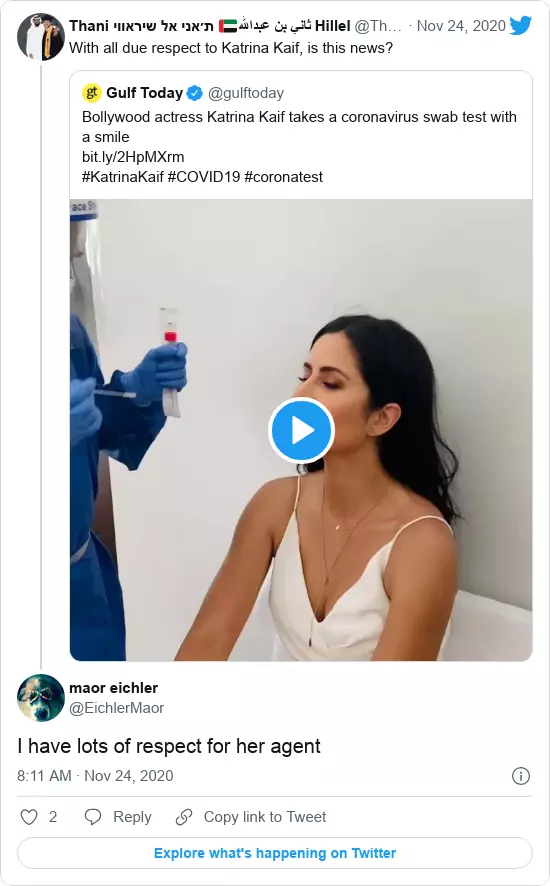 Thani ת׳אני אל שיראווי 🇦🇪ثاني بن عبدالله Hillel @Th… · Nov 24, 2020
With all due respect to Katrina Kaif, is this news?
gt Gulf Today @gulftoday
Bollywood actress Katrina Kaif takes a coronavirus swab test with
a smile
bit.ly/2HpMXrm
#KatrinaKaif #COVID19 #coronatest
ace S
maor eichler
@EichlerMaor
I have lots of respect for her agent
8:11 AM · Nov 24, 2020
2 Reply Copy link to Tweet
Explore what's happening on Twitter